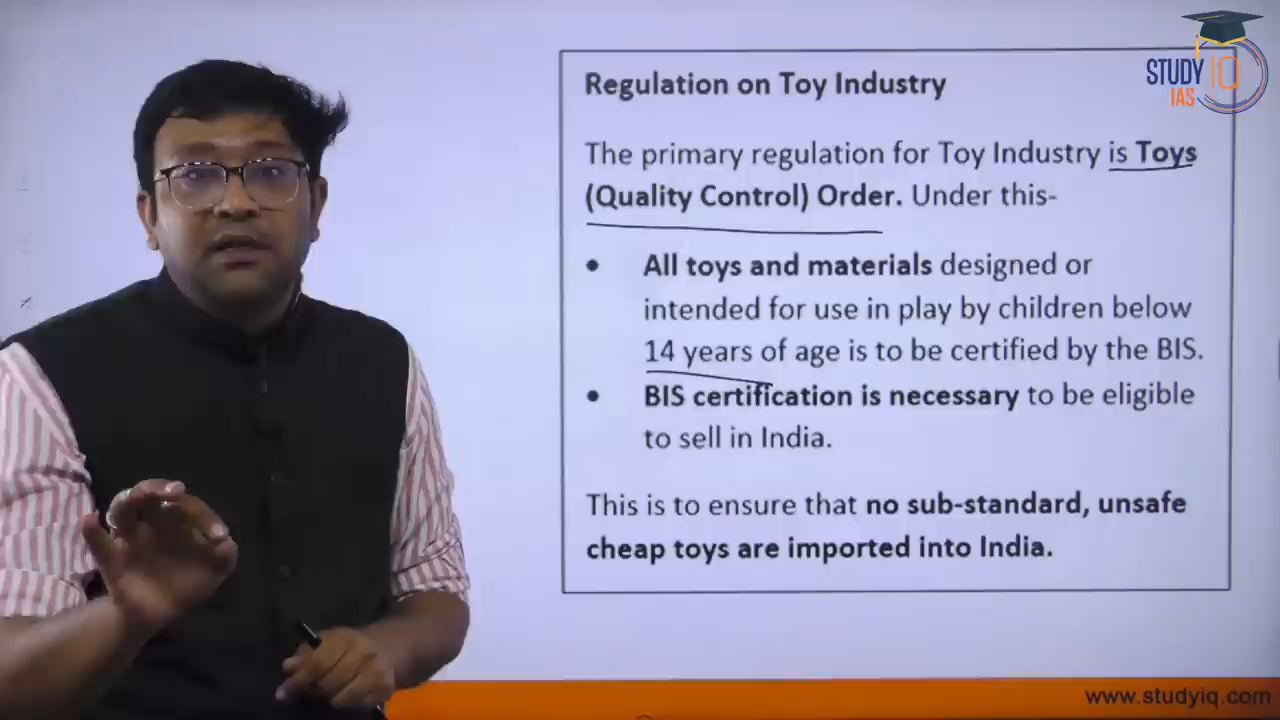 STUDY IQ
IAS
Regulation on Toy Industry
The primary regulation for Toy Industry is Toys
(Quality Control) Order. Under this-
• All toys and materials designed or
intended for use in play by children below
14 years of age is to be certified by the BIS.
• BIS certification is necessary to be eligible
to sell in India.
This is to ensure that no sub-standard, unsafe
cheap toys are imported into India.
www.studyiq.com